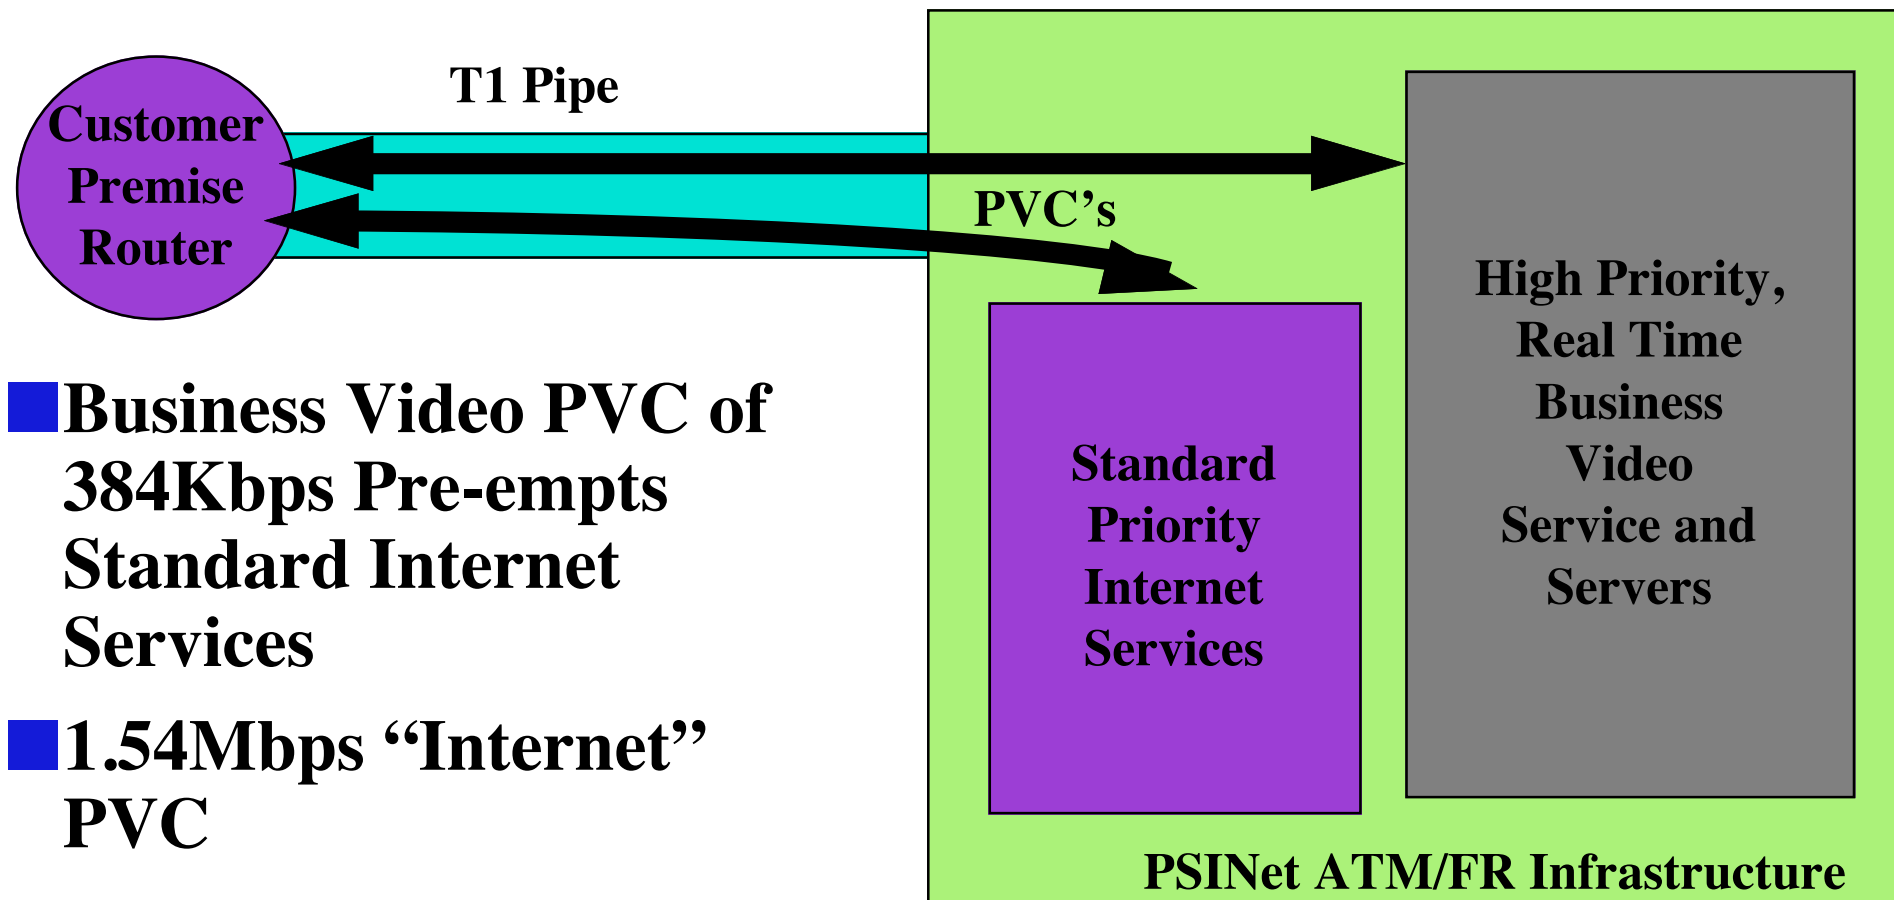 T1 Pipe
Customer
Premise
Router
PVC’s
High Priority,
Real Time
Business
Video
Service and
Servers
Standard
Priority
Internet
Services
Business Video PVC of
384Kbps Pre-empts
Standard Internet
Services
1.54Mbps “Internet”
PVC
PSINet ATM/FR Infrastructure